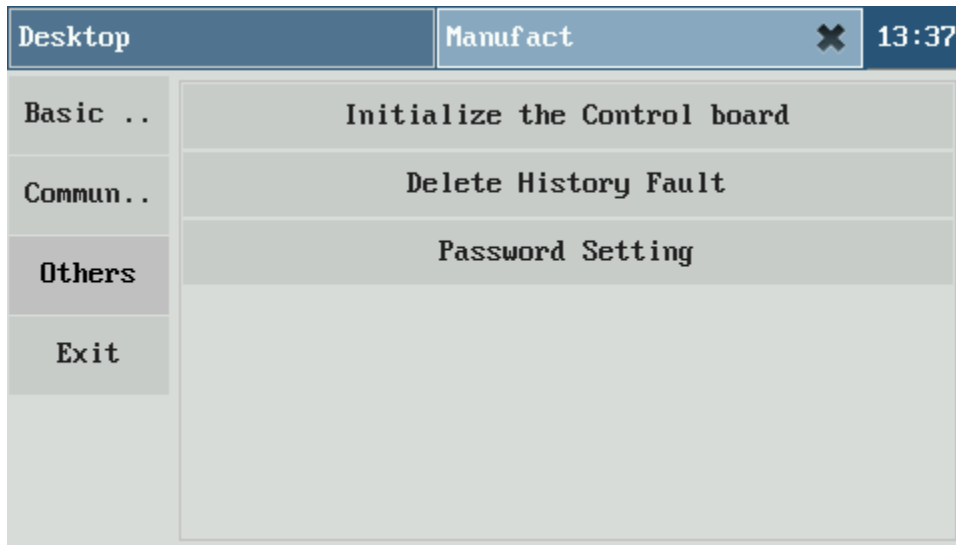 Desktop
Manufact
13:37
Basic ..
Commun..
Others
Exit
Initialize the Control board
Delete History Fault
Password Setting